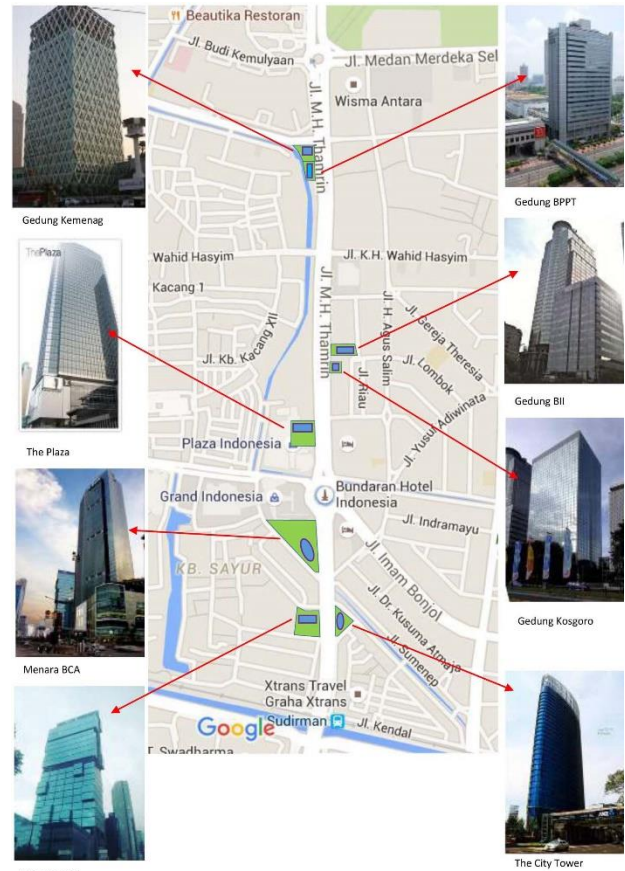 Beautika Restoran
Jl. Budi Kemulyaan
Jl. Medan Merdeka Sel
Wisma Antara
Jl. M.H. Thamrin
Gedung Kemenag
Gedung BPPT
Wahid Hasyim
Jl. K.H. Wahid Hasyim
Kacang 1
Jl. M.H. Thamrin
Jl. H. Agus Salim
Jl. Gereja Theresia
Jl. Kb. Kacang XII
Jl. Riau
Jl. Lombok
Jl. Yusuf Adiwinata
ThePlaza
The Plaza
Gedung BII
Plaza Indonesia
Grand Indonesia
Bundaran Hotel
Indonesia
Jl. Indramayu
KB. SAYUR
Jl. Imam Bonjol
Jl. Dr. Kusuma Atmaja
Jl. Sumenep
Menara BCA
Gedung Kosgoro
Xtrans Travel
Graha Xtrans
Google
Sudirman
Jl. Kendal
T. Swadharma
The City Tower